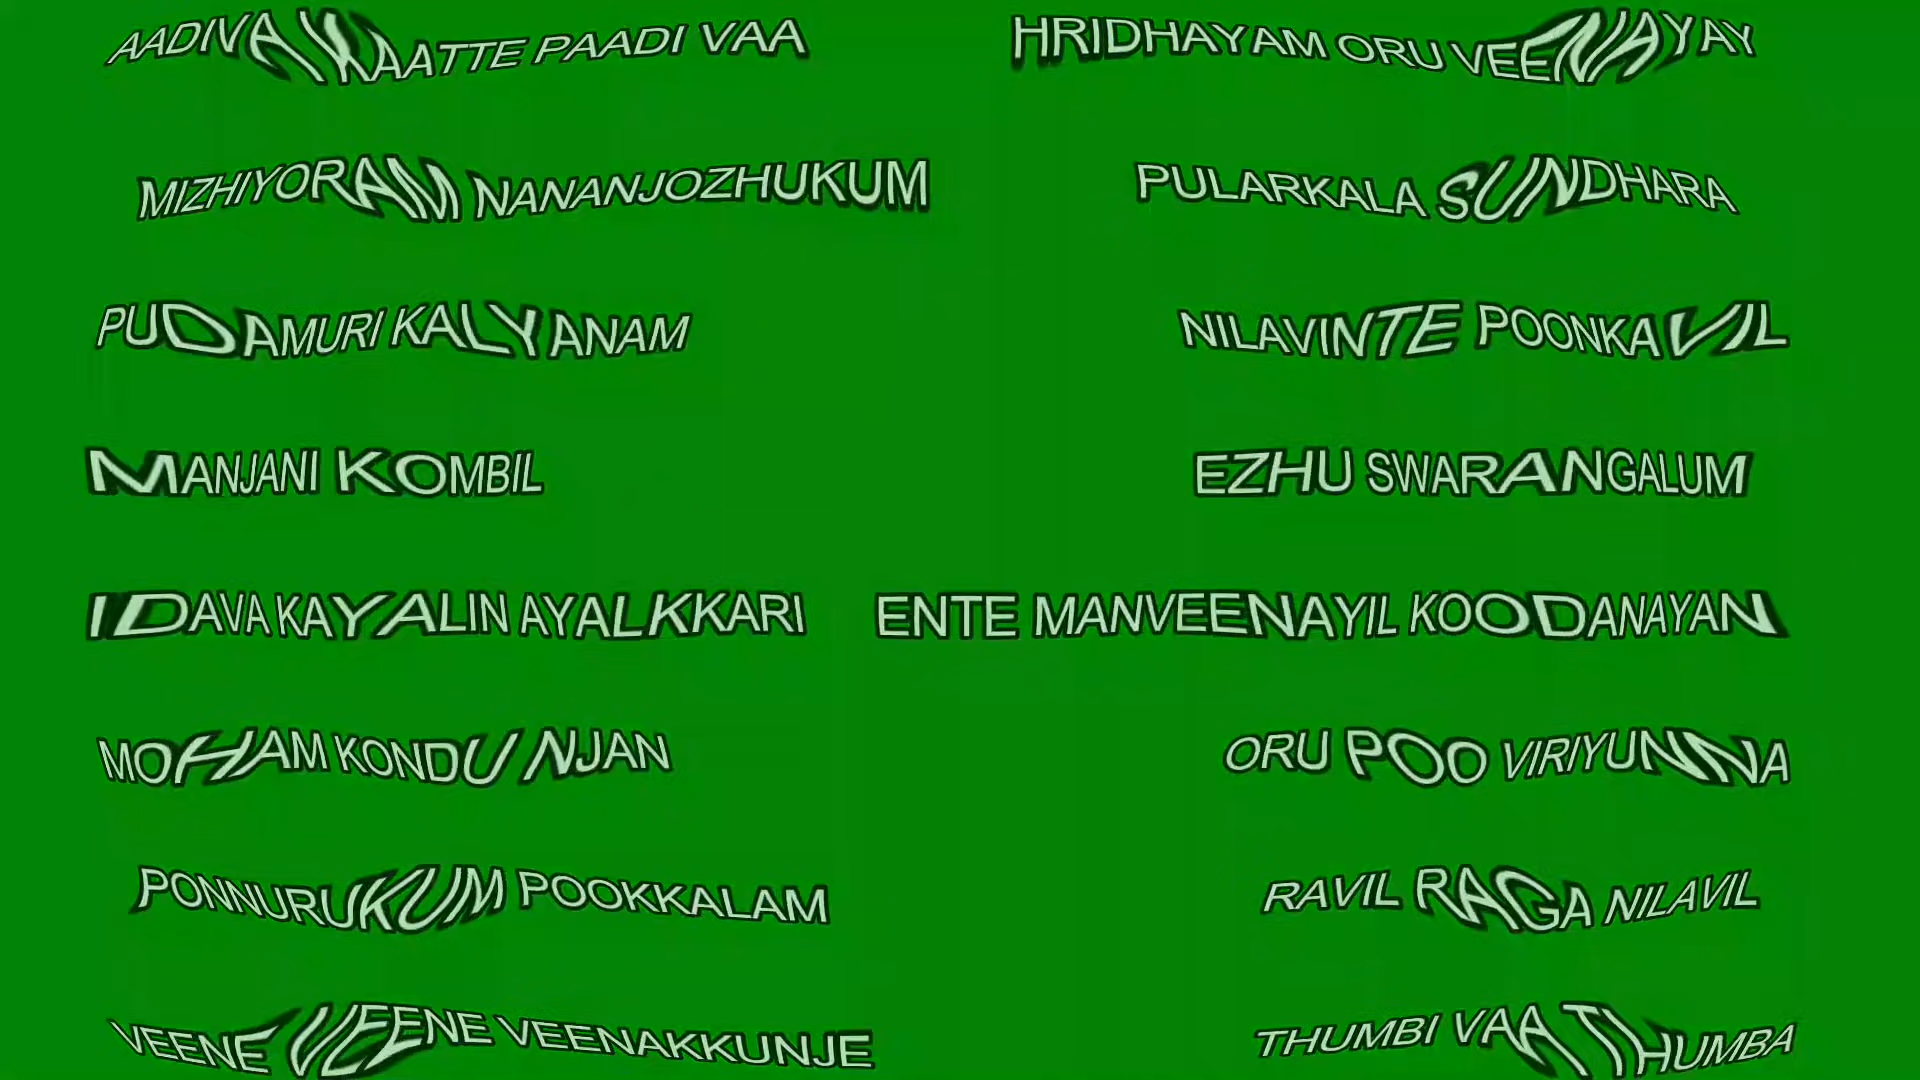 AADIVA KAATTE PAADI VAA
HRIDHAYAM ORU VEENAYAY
MIZHIYORAM NANANJOZHUKUM
PULARKALA SUNDHARA
PUDAMURI KALYANAM
NILAVINTE POONKAVIL
MANJANI KOMBIL
EZHU SWARANGALUM
IDAVA KAYALIN AYALKKARI
ENTE MANVEENAYIL KOODANAYAN
MOHAM KONDU NJAN
ORU POO VIRIYUNNA
PONNURUKUM POOKKALAM
RAVIL RAGA NILAVIL
VEENE VEENE VEENAKKUNJE
THUMBI VAA THUMBA